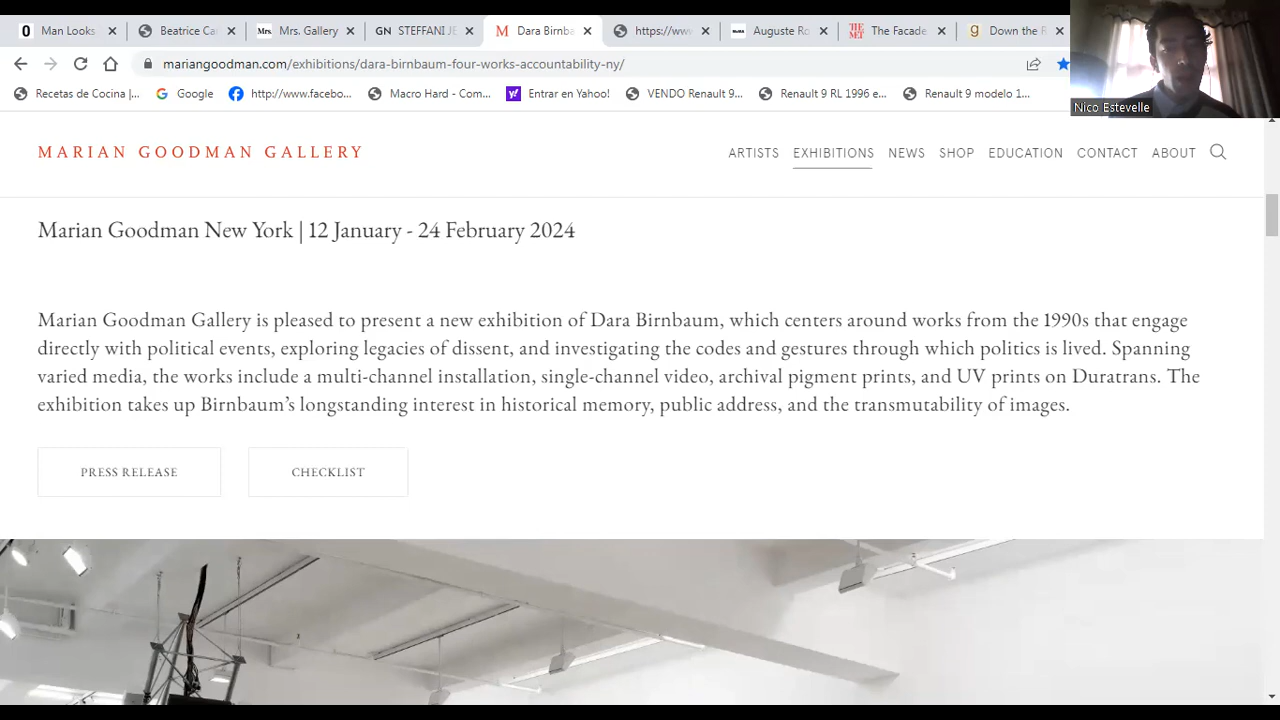 Man Looks
Beatrice Ca
Mrs. Mrs. Gallery
GN STEFFANI JE
M Dara Birnba
https://www
MoMA Auguste Ro
THE MET The Facade
g Down the R
mariangoodman.com/exhibitions/dara-birnbaum-four-works-accountability-ny/
Recetas de Cocina |...
Google
http://www.facebo...
Macro Hard - Com...
Entrar en Yahoo!
VENDO Renault 9...
Renault 9 RL 1996 e...
Renault 9 modelo 1...
Nico Estevelle
MARIAN GOODMAN GALLERY
ARTISTS EXHIBITIONS NEWS SHOP EDUCATION CONTACT ABOUT
Marian Goodman New York | 12 January - 24 February 2024
Marian Goodman Gallery is pleased to present a new exhibition of Dara Birnbaum, which centers around works from the 1990s that engage
directly with political events, exploring legacies of dissent, and investigating the codes and gestures through which politics is lived. Spanning
varied media, the works include a multi-channel installation, single-channel video, archival pigment prints, and UV prints on Duratrans. The
exhibition takes up Birnbaum’s longstanding interest in historical memory, public address, and the transmutability of images.
PRESS RELEASE
CHECKLIST